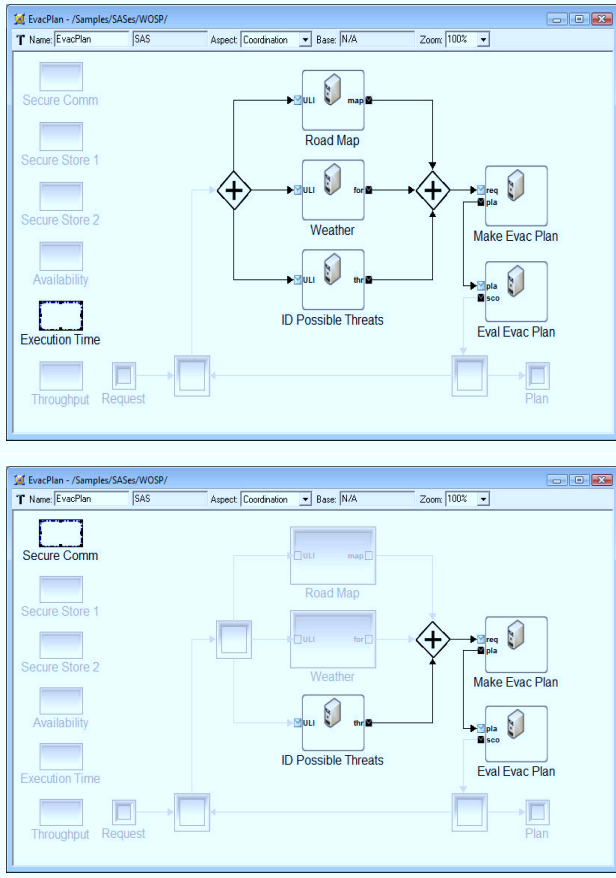 EvacPlan - /Samples/SASes/WOSP/
T Name: EvacPlan SAS Aspect: Coordination Base: N/A Zoom: 100%
Secure Comm
Secure Store 1
Secure Store 2
Availability
Execution Time
Throughput
Request
ULI map
Road Map
ULI for
Weather
ULI thr
ID Possible Threats
req
pla
Make Evac Plan
pla
sco
Eval Evac Plan
Plan
EvacPlan - /Samples/SASes/WOSP/
T Name: EvacPlan SAS Aspect: Coordination Base: N/A Zoom: 100%
Secure Comm
Secure Store 1
Secure Store 2
Availability
Execution Time
Throughput
Request
ULI map
Road Map
ULI for
Weather
ULI thr
ID Possible Threats
req
pla
Make Evac Plan
pla
sco
Eval Evac Plan
Plan